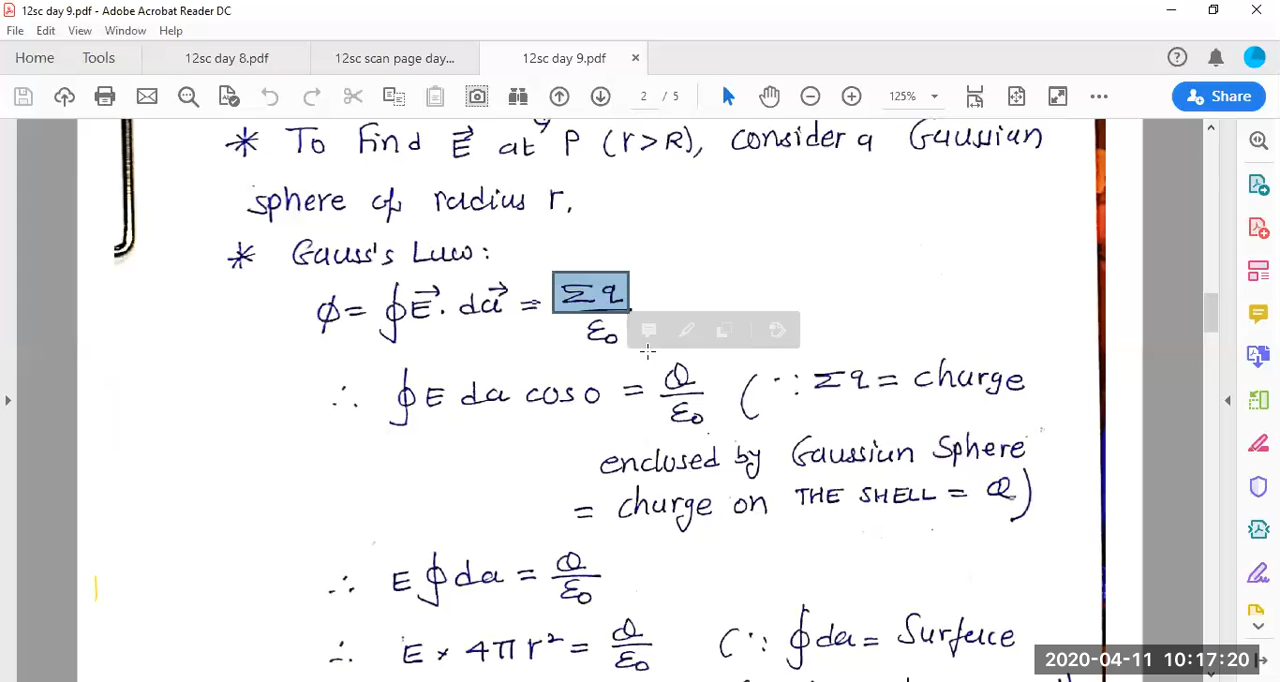 12sc day 9.pdf - Adobe Acrobat Reader DC
File Edit View Window Help
Home Tools 12sc day 8.pdf 12sc scan page day... 12sc day 9.pdf
2 / 5 125% Share
* To Find E⃗ at P (r>R), consider a Gaussian
sphere of radius r.
* Gauss's Law:
φ = ∮E⃗ . da⃗ = Σq/ε₀
∴ ∮E da cos0 = Q/ε₀ (∵ Σq = charge
enclosed by Gaussian Sphere
= charge on THE SHELL = Q)
∴ E∮da = Q/ε₀
∴ E × 4πr² = Q/ε₀ (∵ ∮da = Surface
2020-04-11 10:17:20